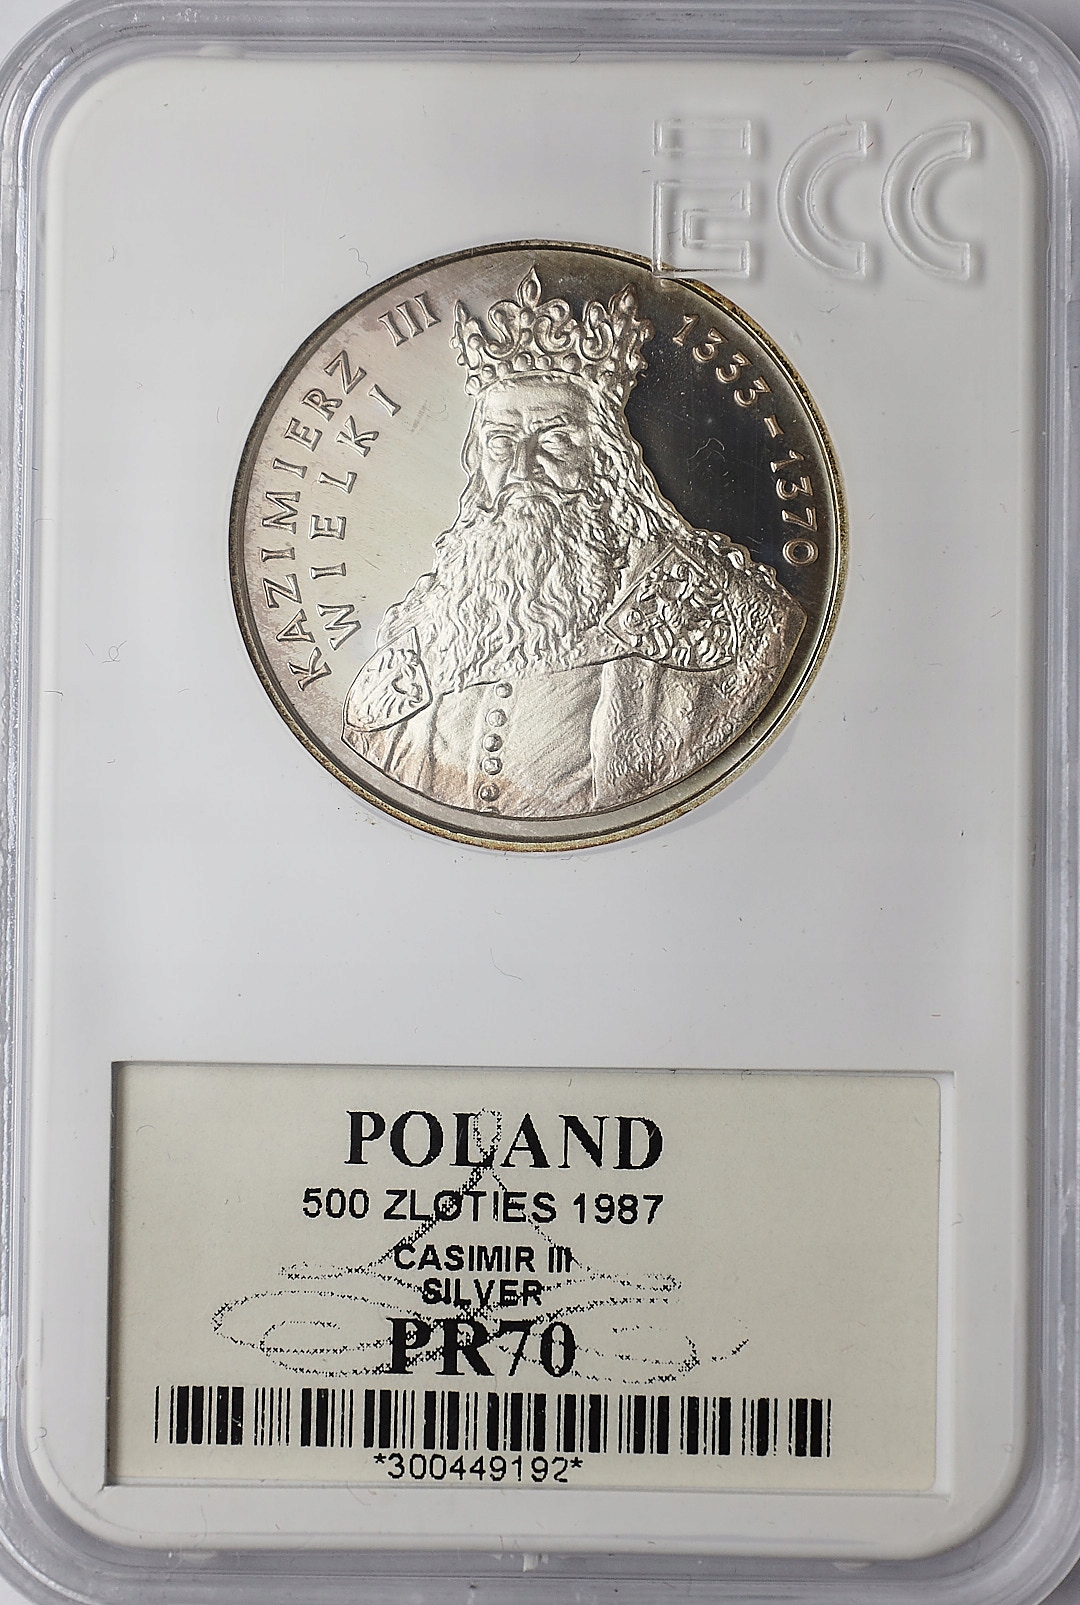 ECC
KAZIMIERZ III
WIELKI
1333-1370
POLAND
500 ZLOTIES 1987
CASIMIR III
SILVER
PR70
*300449192*